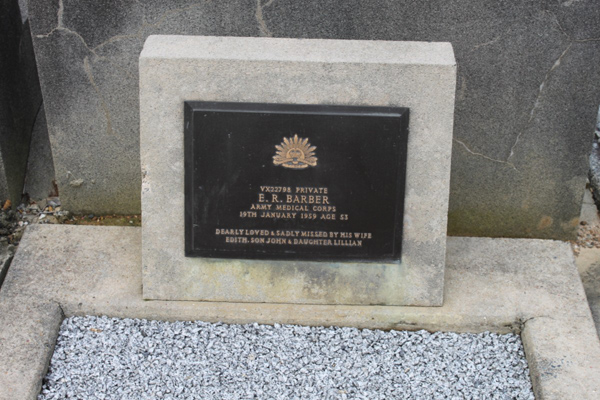 VX22798 PRIVATE
E. R. BARBER
ARMY MEDICAL CORPS
19TH JANUARY 1959 AGE 53
DEARLY LOVED & SADLY MISSED BY HIS WIFE
EDITH, SON JOHN & DAUGHTER LILLIAN